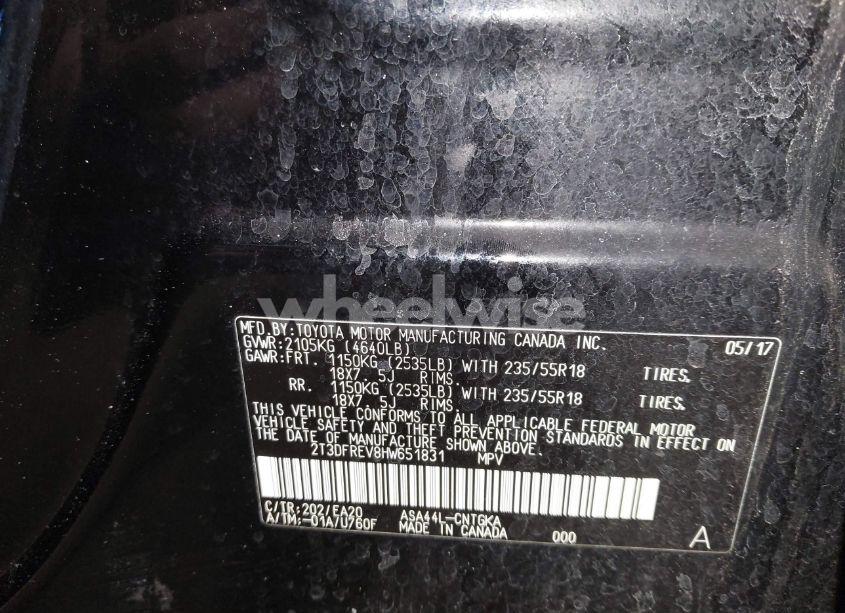 wheelwise
MFD.BY:TOYOTA MOTOR MANUFACTURING CANADA INC. 05/17
GVWR:2105KG (4640LB)
GAWR:FRT. 1150KG (2535LB) WITH 235/55R18 TIRES.
18X7. 5J RIMS.
RR. 1150KG (2535LB) WITH 235/55R18 TIRES.
18X7. 5J RIMS.
THIS VEHICLE CONFORMS TO ALL APPLICABLE FEDERAL MOTOR
VEHICLE SAFETY AND THEFT PREVENTION STANDARDS IN EFFECT ON
THE DATE OF MANUFACTURE SHOWN ABOVE.
2T3DFREV8HW651831 MPV
C/TR:202/EA20 ASA44L-CNTGKA
A/TM:-01A/U760F MADE IN CANADA 000 A